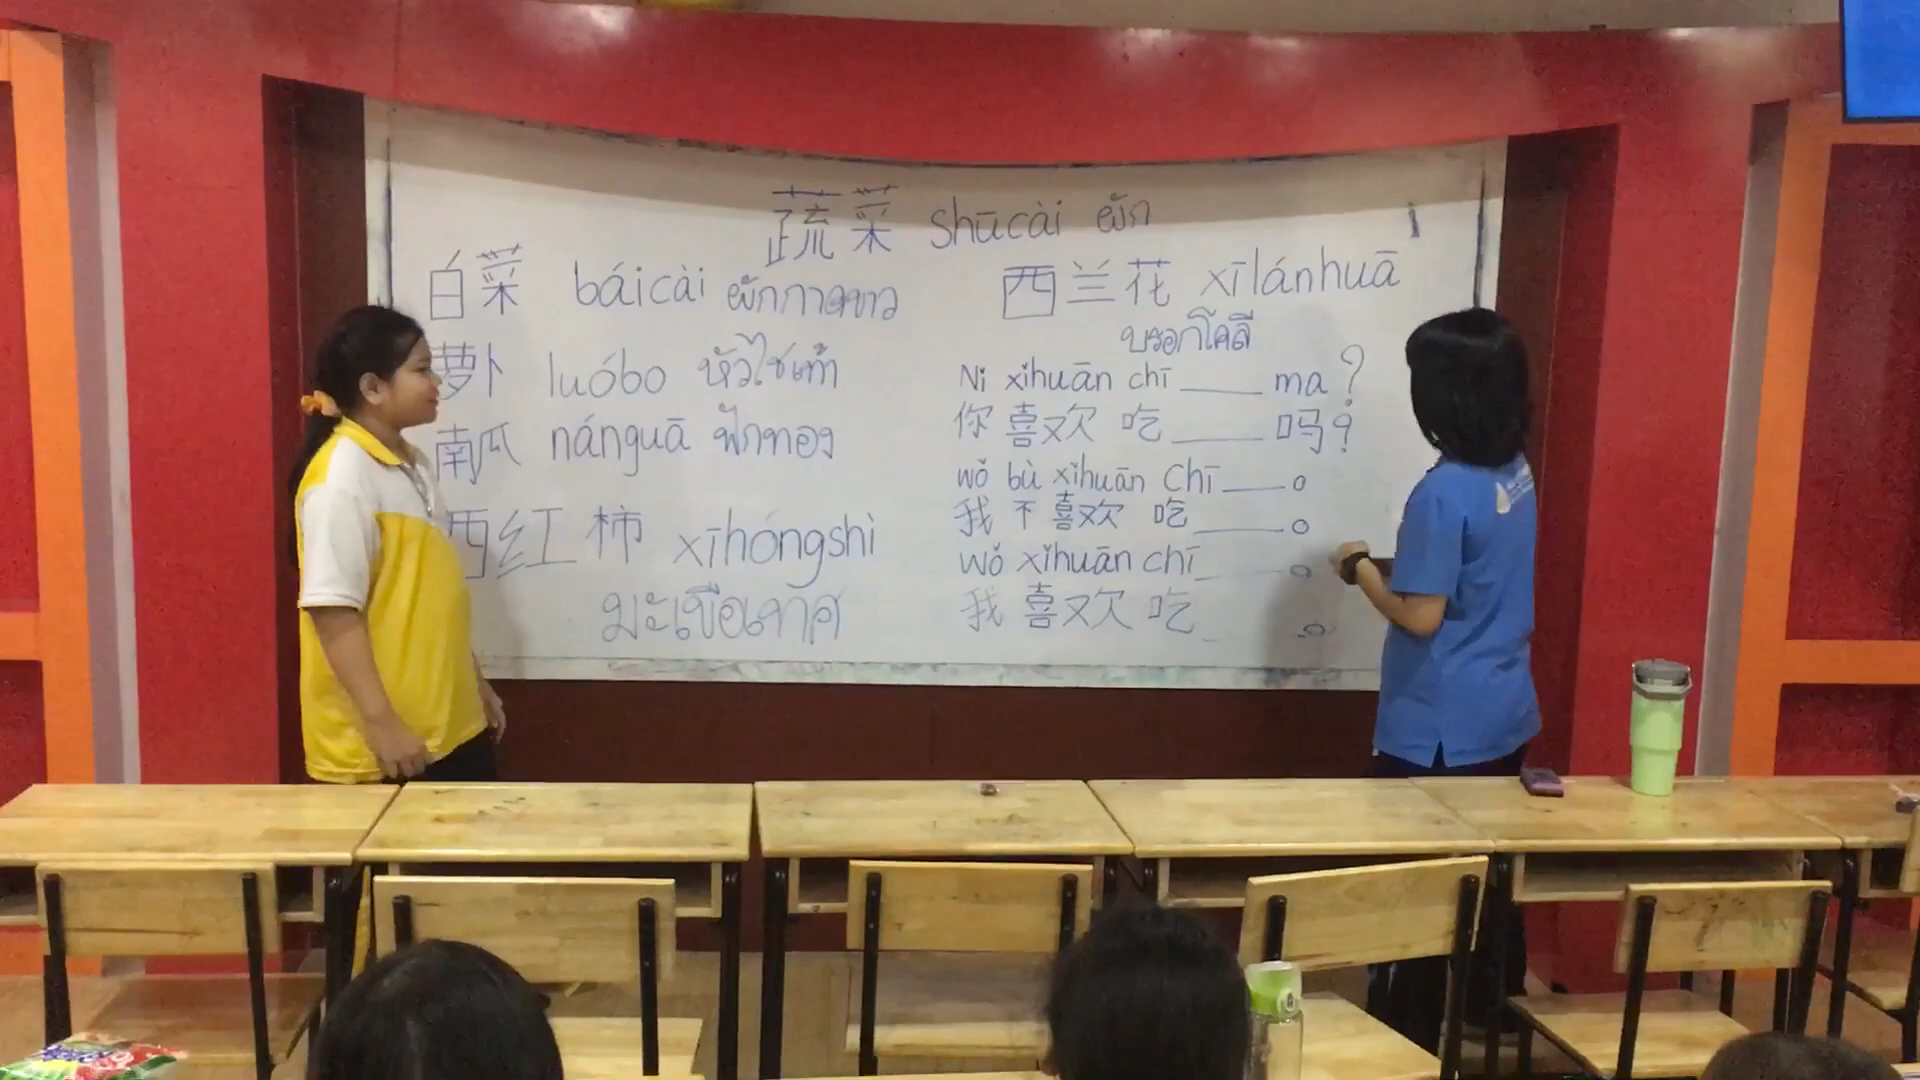 蔬菜 shūcài ผัก
白菜 báicài ผักกาดขาว
萝卜 luóbo หัวไชเท้า
南瓜 nánguā ฟักทอง
西红柿 xīhóngshì
มะเขือเทศ
西兰花 xīlánhuā
บรอกโคลี
Ni xǐhuān chī ____ ma?
你喜欢 吃 ____ 吗?
wǒ bù xǐhuān chī ____。
我 不 喜欢 吃 ____。
wǒ xǐhuān chī ____。
我 喜欢 吃 ____。